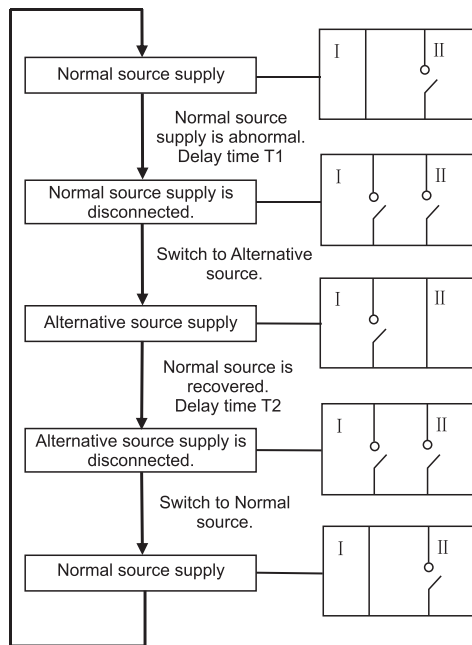 Normal source supply
I
II
Normal source
supply is abnormal.
Delay time T1
Normal source supply is
disconnected.
I
II
Switch to Alternative
source.
Alternative source supply
I
II
Normal source is
recovered.
Delay time T2
Alternative source supply is
disconnected.
I
II
Switch to Normal
source.
Normal source supply
I
II